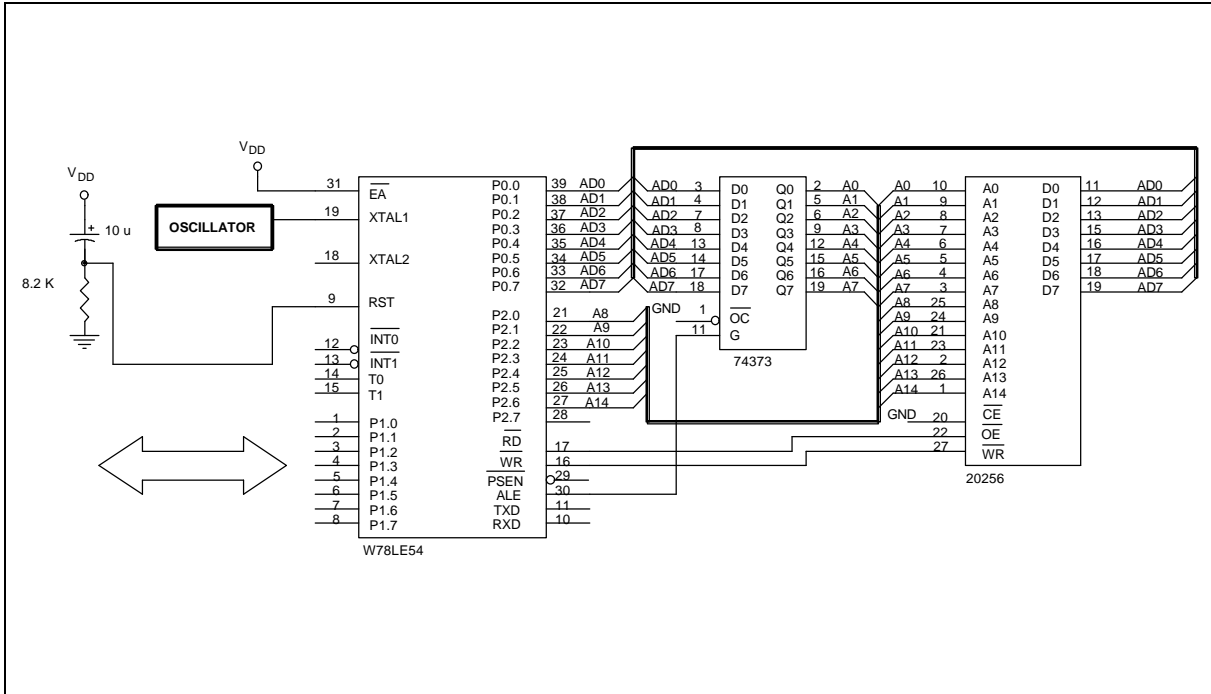 VDD
10 u
8.2 K
VDD
OSCILLATOR
31 EA
19 XTAL1
18 XTAL2
9 RST
12 INT0
13 INT1
14 T0
15 T1
1 P1.0
2 P1.1
3 P1.2
4 P1.3
5 P1.4
6 P1.5
7 P1.6
8 P1.7
P0.0 39 AD0
P0.1 38 AD1
P0.2 37 AD2
P0.3 36 AD3
P0.4 35 AD4
P0.5 34 AD5
P0.6 33 AD6
P0.7 32 AD7
P2.0 21 A8
P2.1 22 A9
P2.2 23 A10
P2.3 24 A11
P2.4 25 A12
P2.5 26 A13
P2.6 27 A14
P2.7 28
RD 17
WR 16
PSEN 29
ALE 30
TXD 11
RXD 10
W78LE54
AD0 3 D0 Q0 2 A0
AD1 4 D1 Q1 5 A1
AD2 7 D2 Q2 6 A2
AD3 8 D3 Q3 9 A3
AD4 13 D4 Q4 12 A4
AD5 14 D5 Q5 15 A5
AD6 17 D6 Q6 16 A6
AD7 18 D7 Q7 19 A7
GND 1 OC
11 G
74373
A0 10 A0 D0 11 AD0
A1 9 A1 D1 12 AD1
A2 8 A2 D2 13 AD2
A3 7 A3 D3 15 AD3
A4 6 A4 D4 16 AD4
A5 5 A5 D5 17 AD5
A6 4 A6 D6 18 AD6
A7 3 A7 D7 19 AD7
A8 25 A8
A9 24 A9
A10 21 A10
A11 23 A11
A12 2 A12
A13 26 A13
A14 1 A14
GND 20 CE
22 OE
27 WR
20256